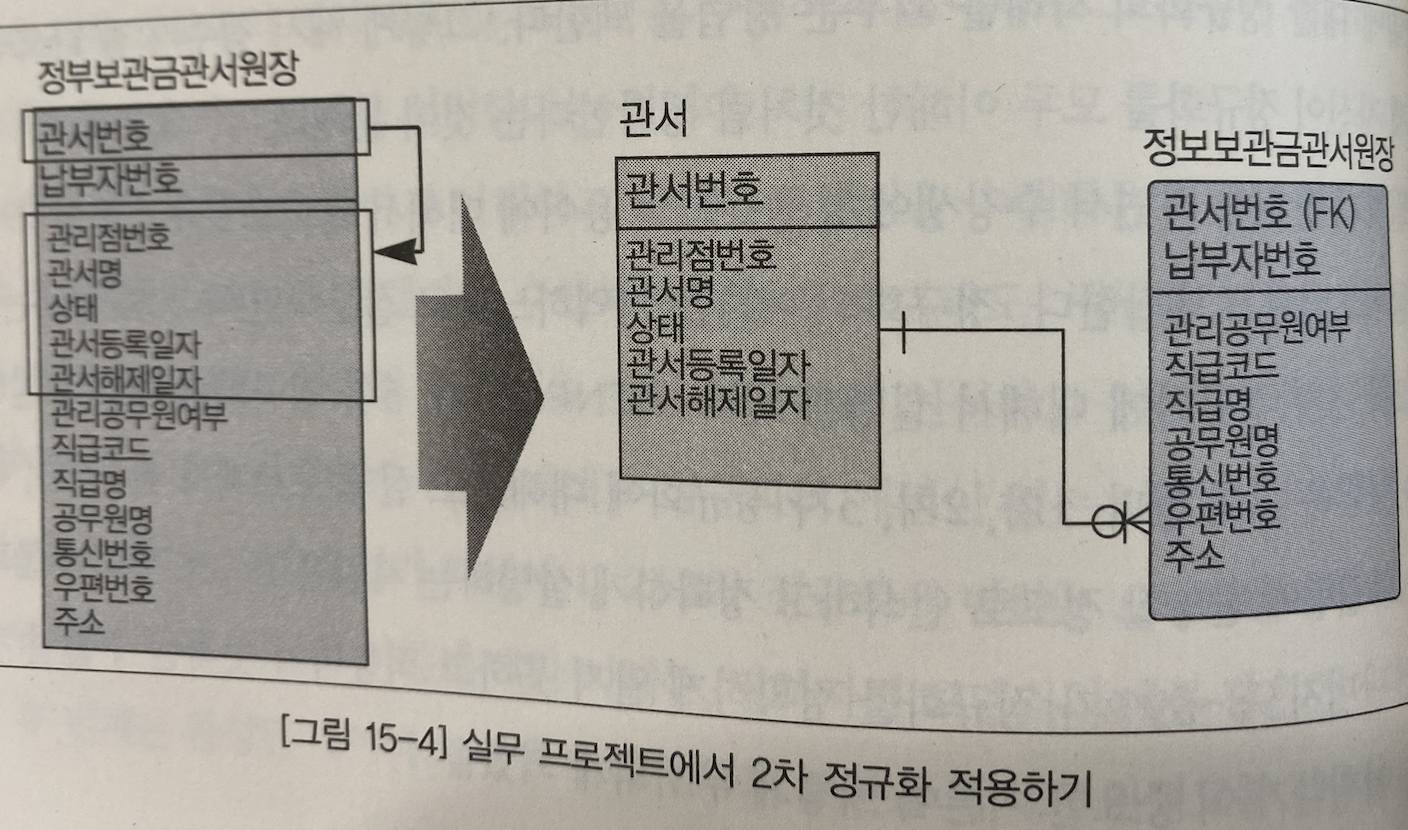 정부보관금관서원장
관서번호
납부자번호
관리점번호
관서명
상태
관서등록일자
관서해제일자
관리공무원여부
직급코드
직급명
공무원명
통신번호
우편번호
주소
관서
관서번호
관리점번호
관서명
상태
관서등록일자
관서해제일자
정보보관금관서원장
관서번호 (FK)
납부자번호
관리공무원여부
직급코드
직급명
공무원명
통신번호
우편번호
주소
[그림 15-4] 실무 프로젝트에서 2차 정규화 적용하기